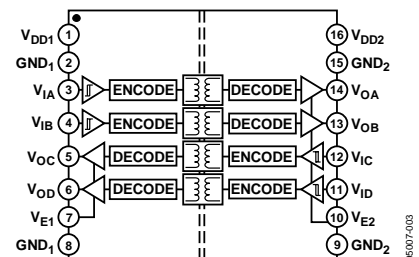 VDD1 1 16 VDD2
GND1 2 15 GND2
VIA 3 ENCODE DECODE 14 VOA
VIB 4 ENCODE DECODE 13 VOB
VOC 5 DECODE ENCODE 12 VIC
VOD 6 DECODE ENCODE 11 VID
VE1 7 10 VE2
GND1 8 9 GND2
05007-003